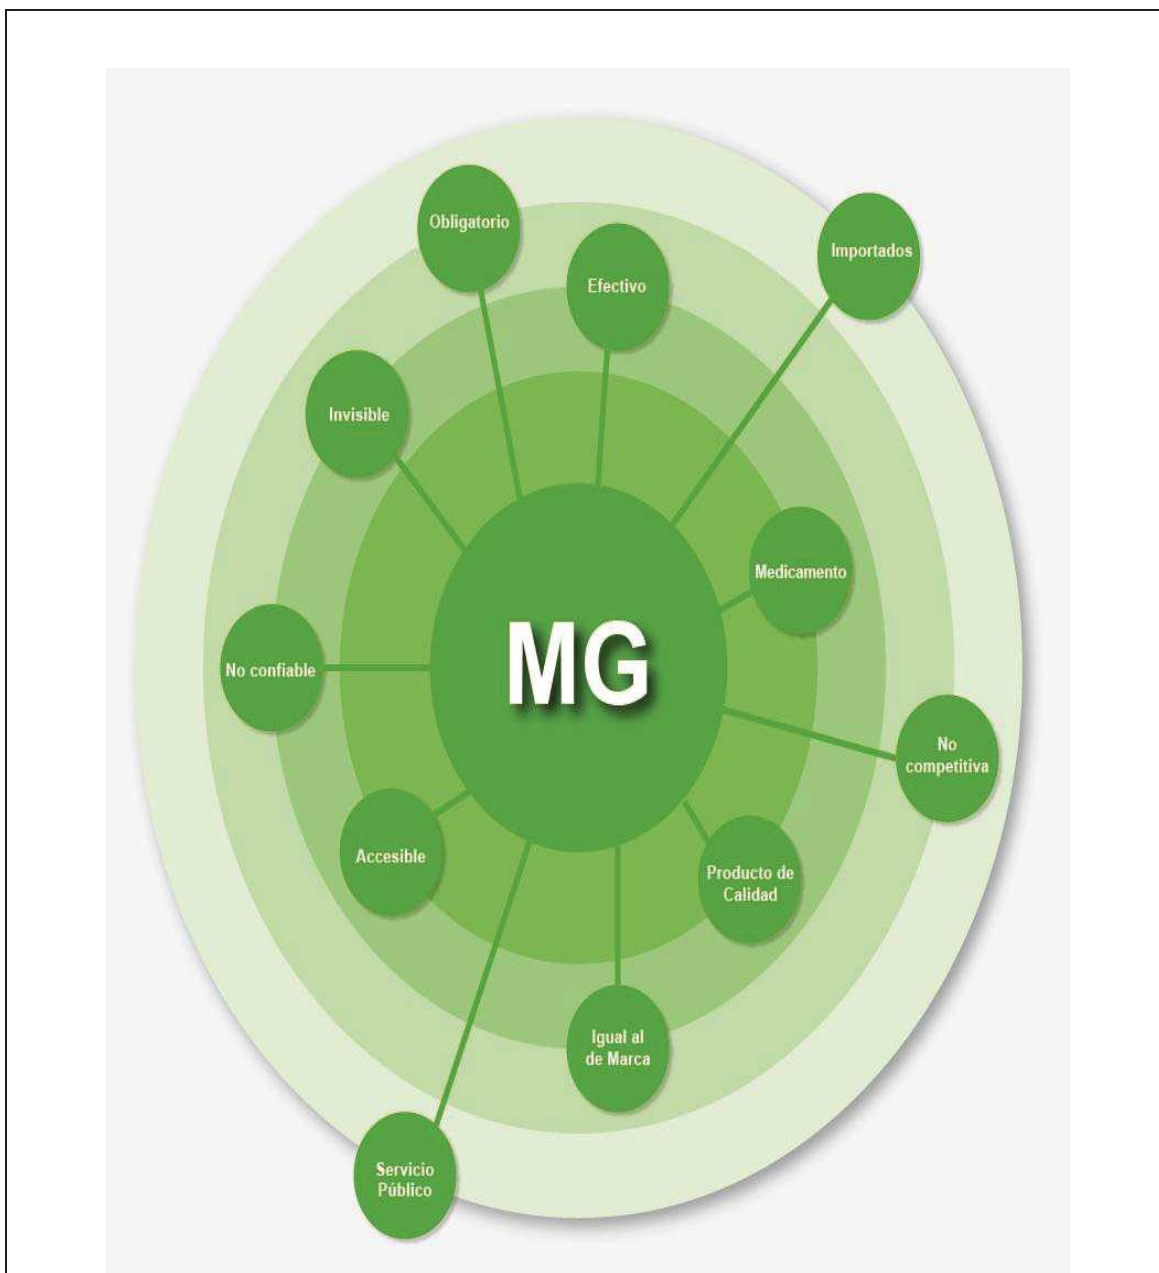 Obligatorio
Importados
Efectivo
Invisible
Medicamento
MG
No confiable
No
competitiva
Accesible
Producto de
Calidad
Igual al
de Marca
Servicio
Público